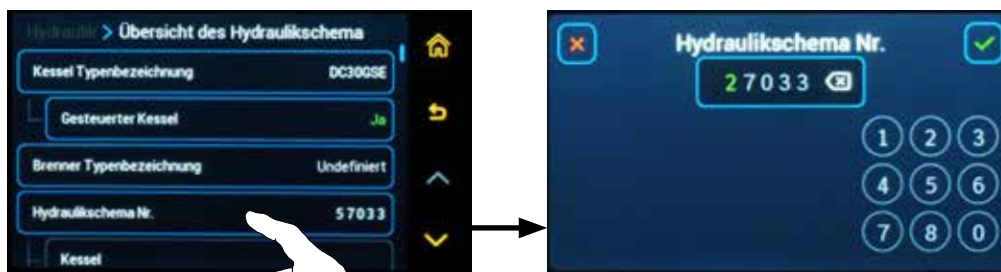 Hydraulik > Übersicht des Hydraulikschema
Kessel Typenbezeichnung DC30GSE
Gesteuerter Kessel Ja
Brenner Typenbezeichnung Undefiniert
Hydraulikschema Nr. 57033
Kessel
Hydraulikschema Nr.
27033
1 2 3
4 5 6
7 8 0